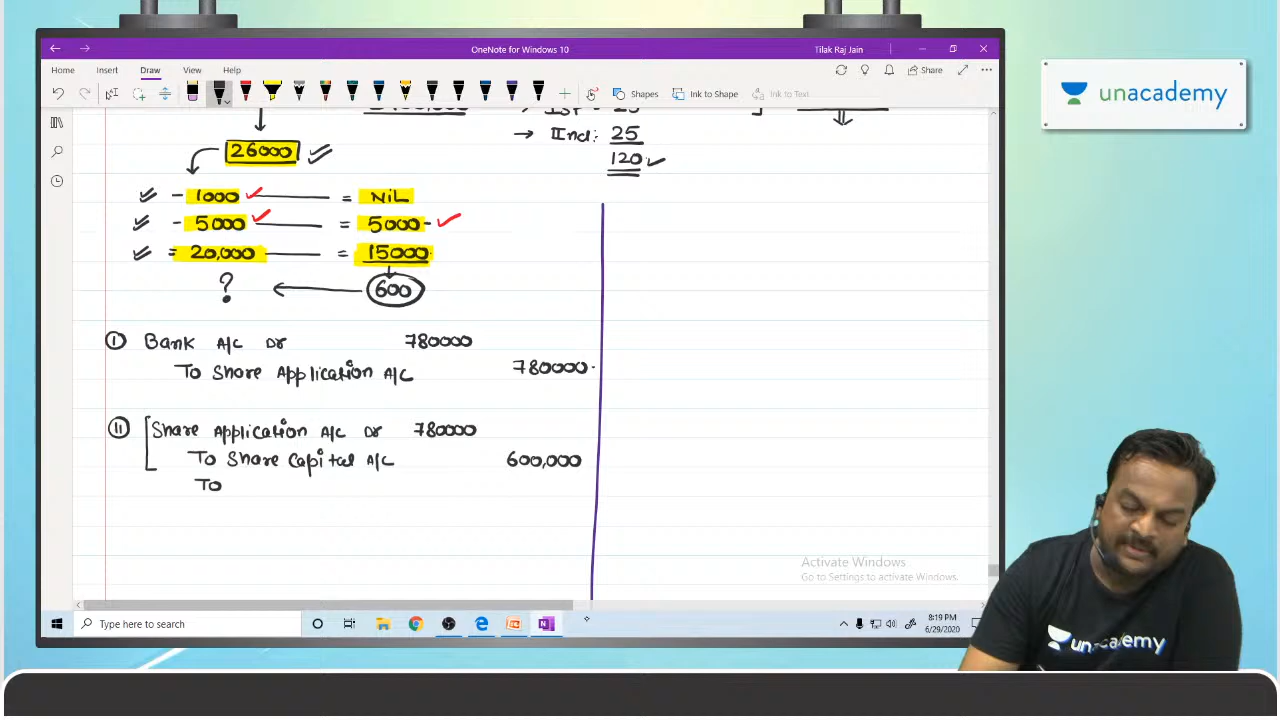 OneNote for Windows 10
Tilak Raj Jain
Home Insert Draw View Help
Share
Shapes
Ink to Shape
Ink to Text
unacademy
→ IInd: 25
26000
120
- 1000 = NiL
- 5000 = 5000
= 20,000 = 15000
? 600
I Bank A/c Dr 780000
To Share Application A/c 780000
II Share Application A/c Dr 780000
To Share Capital A/c 600,000
To
Activate Windows
Go to Settings to activate Windows.
Type here to search
8:19 PM
6/29/2020
unacademy